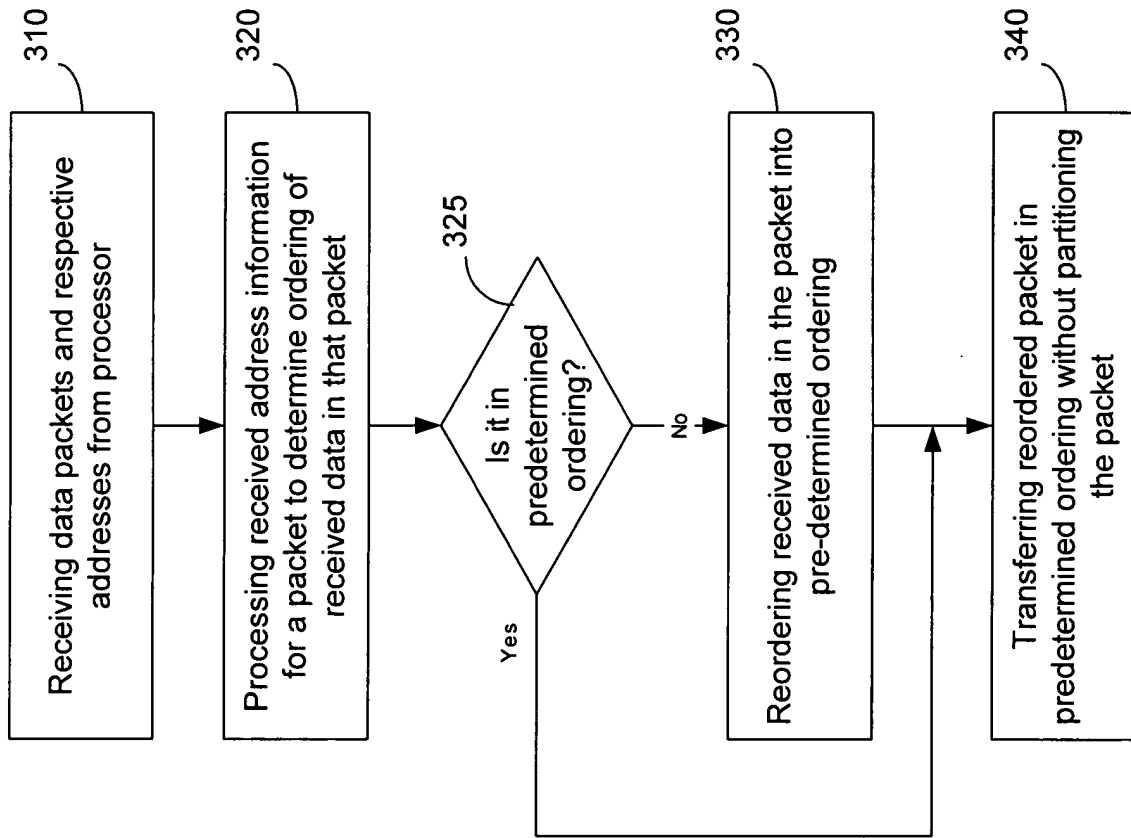 310
Receiving data packets and respective
addresses from processor
320
Processing received address information
for a packet to determine ordering of
received data in that packet
325
Is it in
predetermined
ordering?
Yes
No
330
Reordering received data in the packet into
pre-determined ordering
340
Transferring reordered packet in
predetermined ordering without partitioning
the packet